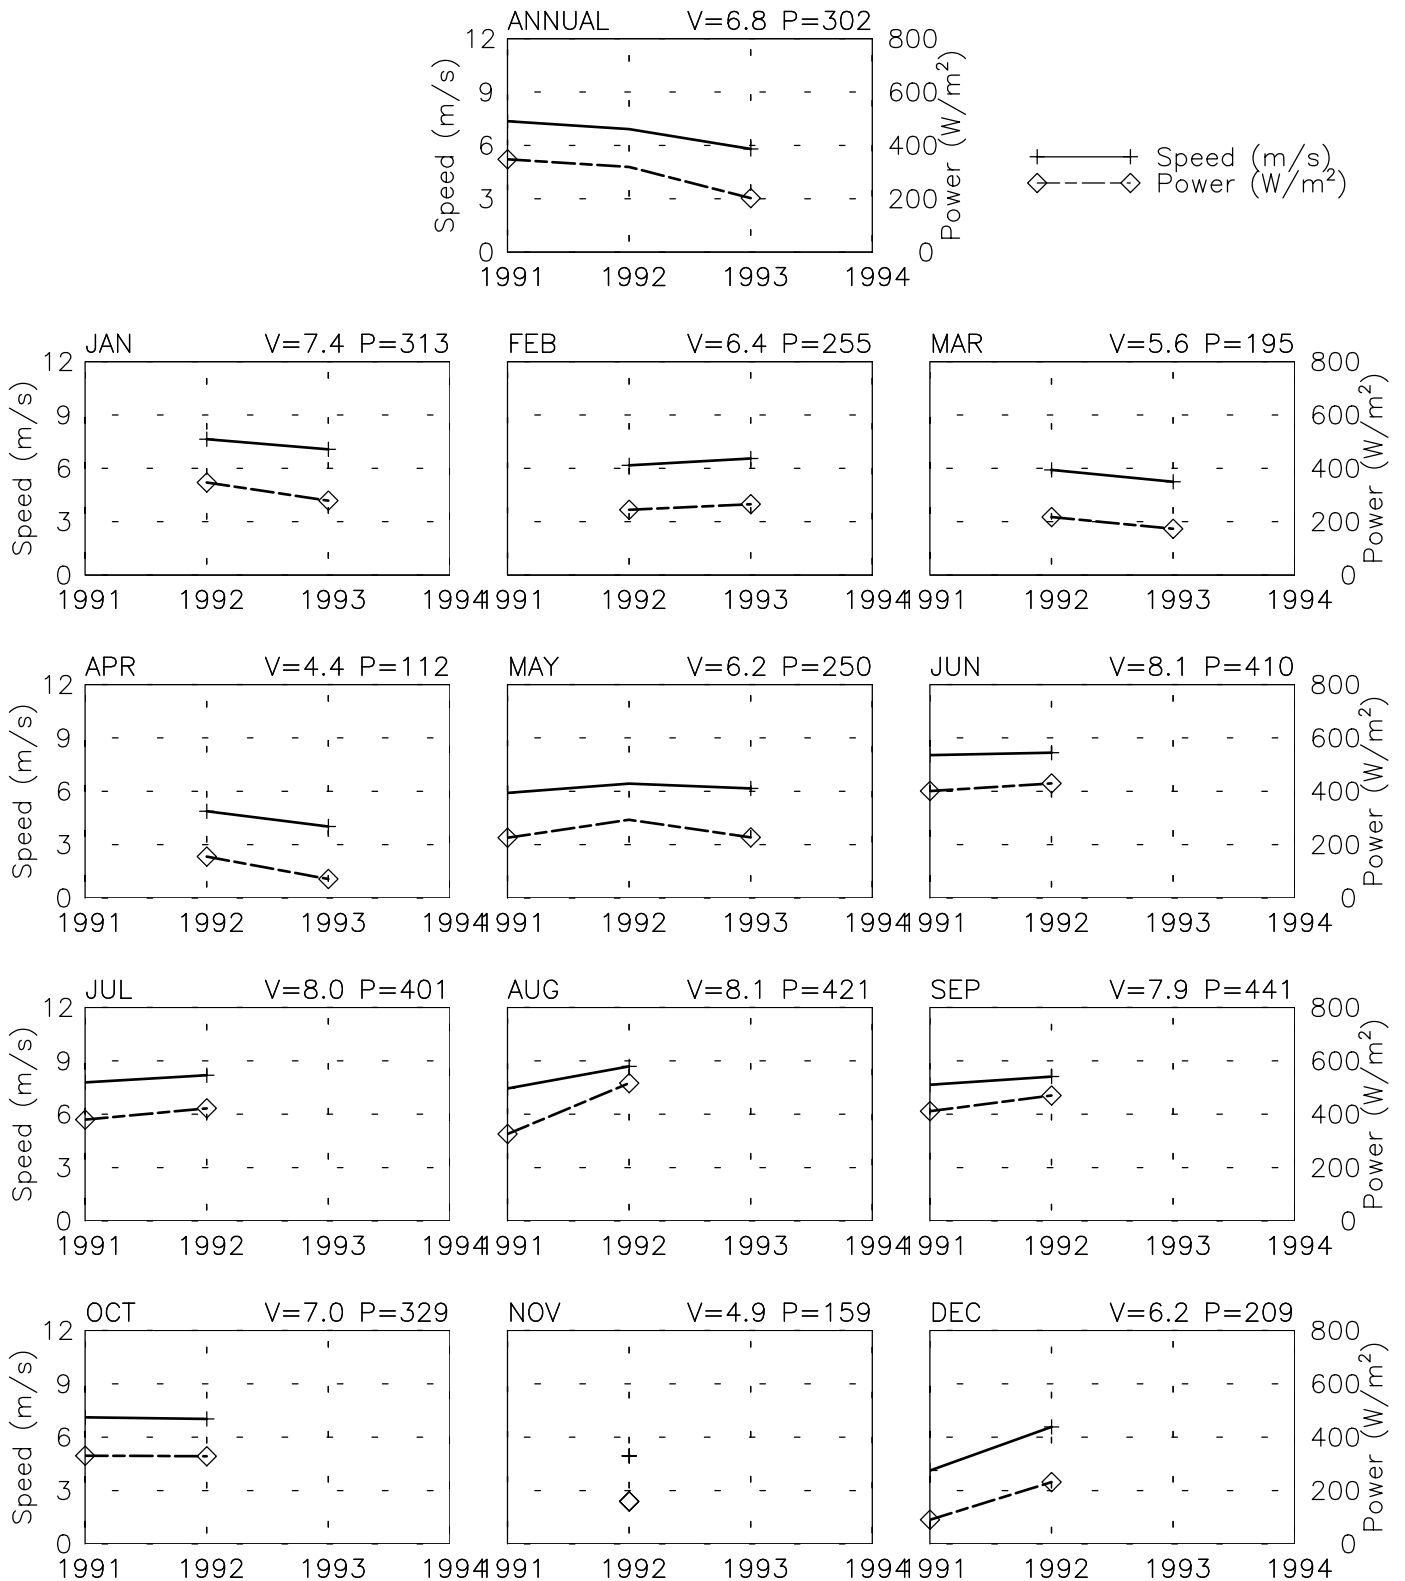 ANNUAL V=6.8 P=302
12 800
9 600
6 400
3 200
0 0
Speed (m/s)
Power (W/m²)
1991 1992 1993 1994
Speed (m/s)
Power (W/m²)
JAN V=7.4 P=313 FEB V=6.4 P=255 MAR V=5.6 P=195
12 800
9 600
6 400
3 200
0 0
Speed (m/s)
Power (W/m²)
1991 1992 1993 1994 1991 1992 1993 1994 1991 1992 1993 1994
APR V=4.4 P=112 MAY V=6.2 P=250 JUN V=8.1 P=410
12 800
9 600
6 400
3 200
0 0
Speed (m/s)
Power (W/m²)
1991 1992 1993 1994 1991 1992 1993 1994 1991 1992 1993 1994
JUL V=8.0 P=401 AUG V=8.1 P=421 SEP V=7.9 P=441
12 800
9 600
6 400
3 200
0 0
Speed (m/s)
Power (W/m²)
1991 1992 1993 1994 1991 1992 1993 1994 1991 1992 1993 1994
OCT V=7.0 P=329 NOV V=4.9 P=159 DEC V=6.2 P=209
12 800
9 600
6 400
3 200
0 0
Speed (m/s)
Power (W/m²)
1991 1992 1993 1994 1991 1992 1993 1994 1991 1992 1993 1994